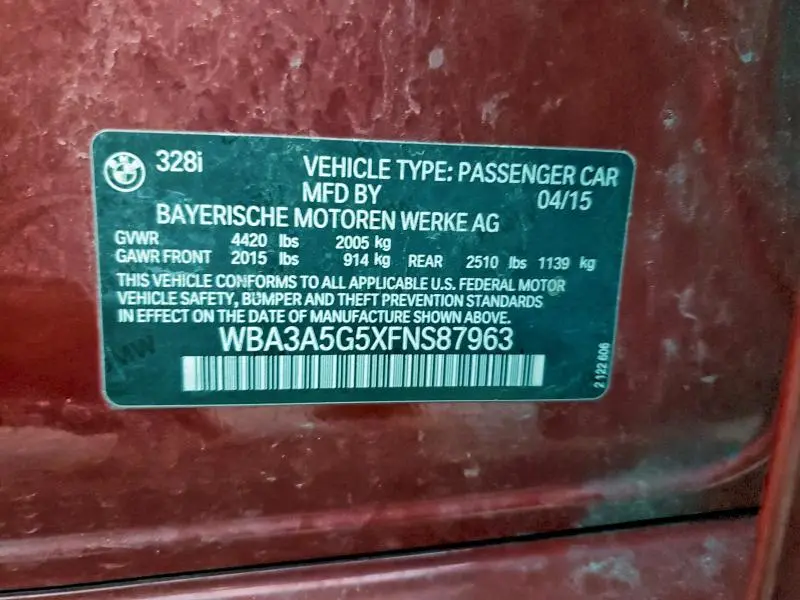 BMW 328i VEHICLE TYPE: PASSENGER CAR
MFD BY 04/15
BAYERISCHE MOTOREN WERKE AG
GVWR 4420 lbs 2005 kg
GAWR FRONT 2015 lbs 914 kg REAR 2510 lbs 1139 kg
THIS VEHICLE CONFORMS TO ALL APPLICABLE U.S. FEDERAL MOTOR
VEHICLE SAFETY, BUMPER AND THEFT PREVENTION STANDARDS
IN EFFECT ON THE DATE OF MANUFACTURE SHOWN ABOVE.
WBA3A5G5XFNS87963
2 122 606